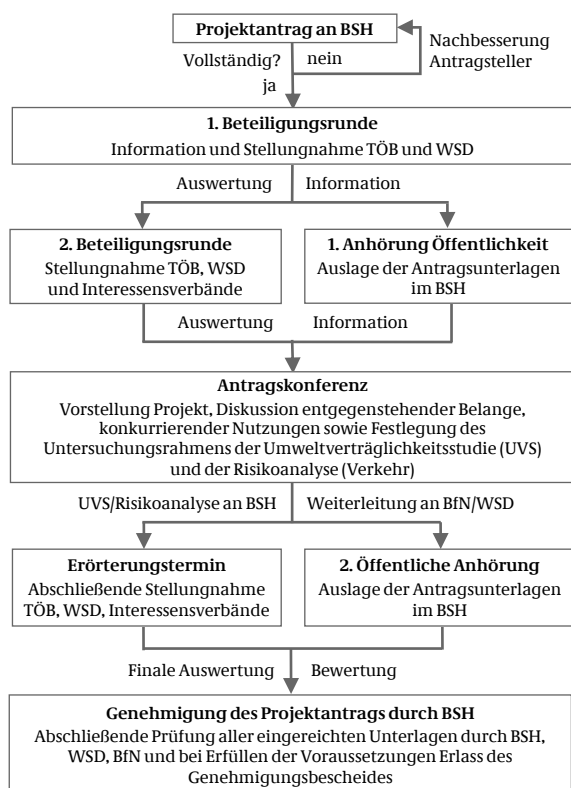 Projektantrag an BSH
Vollständig?
nein
Nachbesserung
Antragsteller
ja
1. Beteiligungsrunde
Information und Stellungnahme TÖB und WSD
Auswertung
Information
2. Beteiligungsrunde
Stellungnahme TÖB, WSD
und Interessensverbände
1. Anhörung Öffentlichkeit
Auslage der Antragsunterlagen
im BSH
Auswertung
Information
Antragskonferenz
Vorstellung Projekt, Diskussion entgegenstehender Belange,
konkurrierender Nutzungen sowie Festlegung des
Untersuchungsrahmens der Umweltverträglichkeitsstudie (UVS)
und der Risikoanalyse (Verkehr)
UVS/Risikoanalyse an BSH
Weiterleitung an BfN/WSD
Erörterungstermin
Abschließende Stellungnahme
TÖB, WSD, Interessensverbände
2. Öffentliche Anhörung
Auslage der Antragsunterlagen
im BSH
Finale Auswertung
Bewertung
Genehmigung des Projektantrags durch BSH
Abschließende Prüfung aller eingereichten Unterlagen durch BSH,
WSD, BfN und bei Erfüllen der Voraussetzungen Erlass des
Genehmigungsbescheides